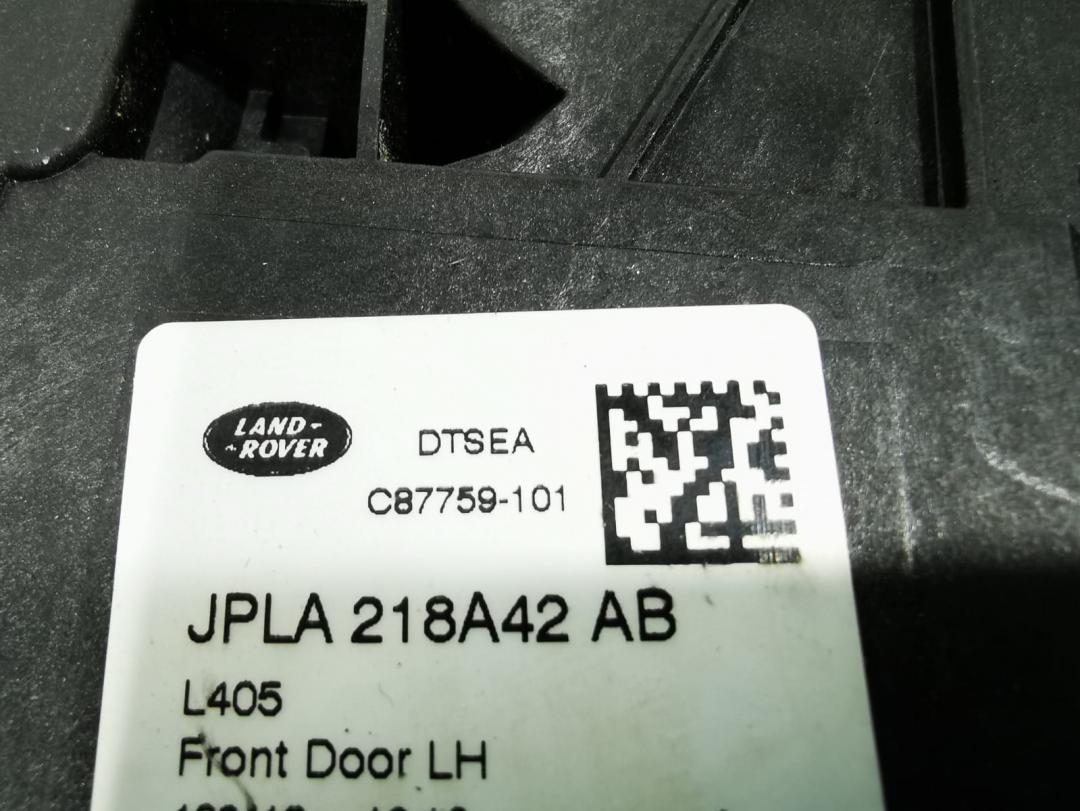 LAND-
-ROVER
DTSEA
C87759-101
JPLA 218A42 AB
L405
Front Door LH